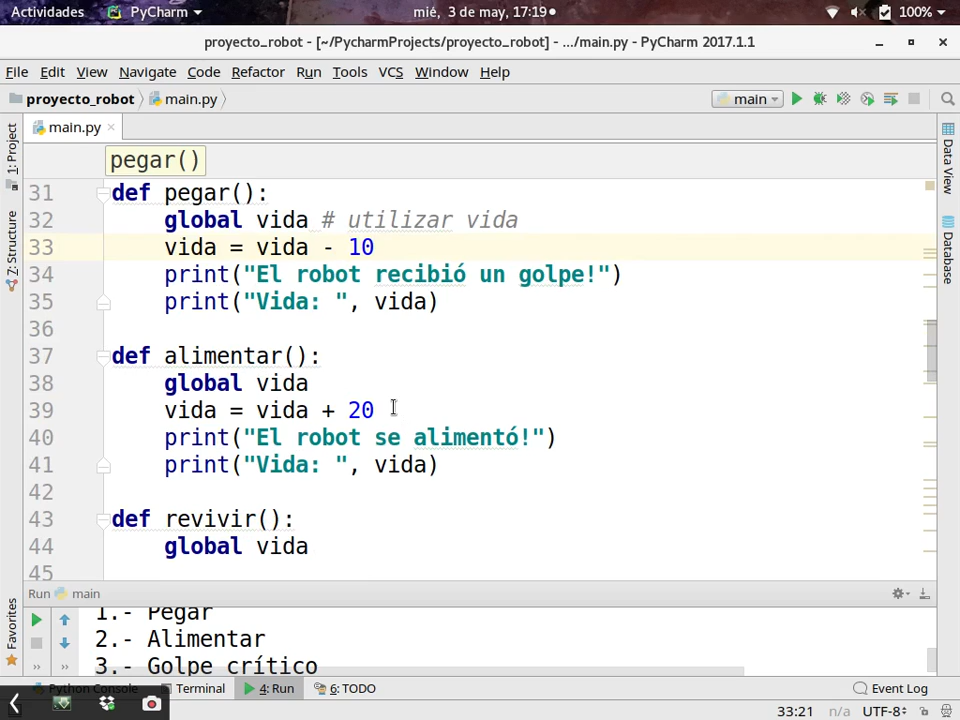 Actividades PyCharm mié, 3 de may, 17:19 100%
proyecto_robot - [~/PycharmProjects/proyecto_robot] - .../main.py - PyCharm 2017.1.1
File Edit View Navigate Code Refactor Run Tools VCS Window Help
proyecto_robot main.py main
1: Project main.py Data View
pegar()
31 def pegar():
32 global vida # utilizar vida
33 vida = vida - 10
7: Structure 34 print("El robot recibió un golpe!") Database
35 print("Vida: ", vida)
36
37 def alimentar():
38 global vida
39 vida = vida + 20
40 print("El robot se alimentó!")
41 print("Vida: ", vida)
42
43 def revivir():
44 global vida
45
Run main
Favorites 1.- Pegar
2.- Alimentar
3.- Golpe crítico
Python Console Terminal 4: Run 6: TODO Event Log
33:21 n/a UTF-8